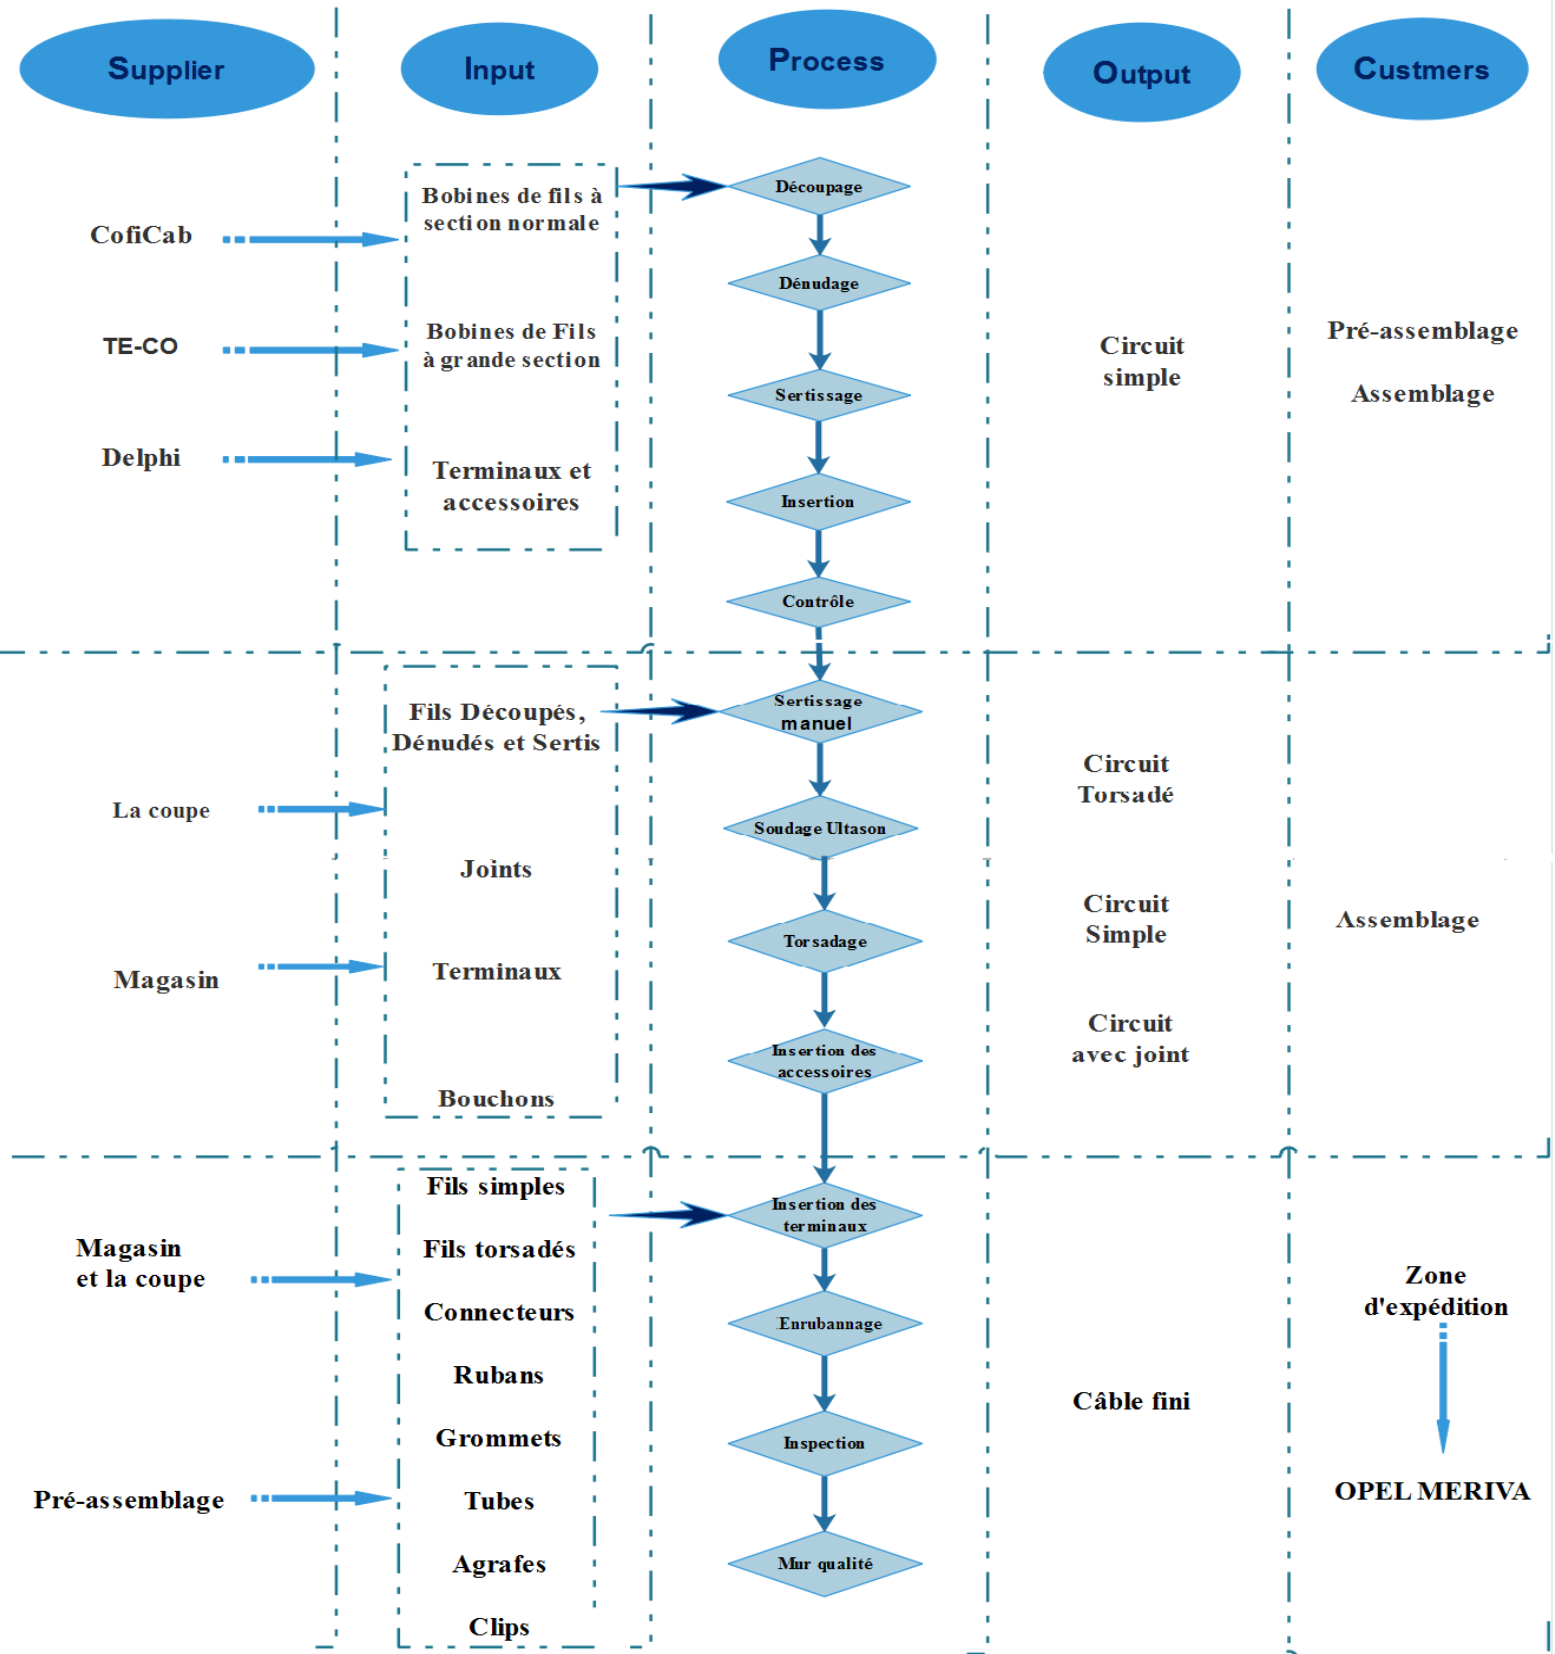 Supplier
Input
Process
Output
Custmers
CofiCab
TE-CO
Delphi
Bobines de fils à
section normale
Bobines de Fils
à grande section
Terminaux et
accessoires
Découpage
Dénudage
Sertissage
Insertion
Contrôle
Circuit
simple
Pré-assemblage
Assemblage
La coupe
Magasin
Fils Découpés,
Dénudés et Sertis
Joints
Terminaux
Bouchons
Sertissage
manuel
Soudage Ultason
Torsadage
Insertion des
accessoires
Circuit
Torsadé
Circuit
Simple
Circuit
avec joint
Assemblage
Magasin
et la coupe
Pré-assemblage
Fils simples
Fils torsadés
Connecteurs
Rubans
Grommets
Tubes
Agrafes
Clips
Insertion des
terminaux
Enrubannage
Inspection
Mur qualité
Câble fini
Zone
d'expédition
OPEL MERIVA